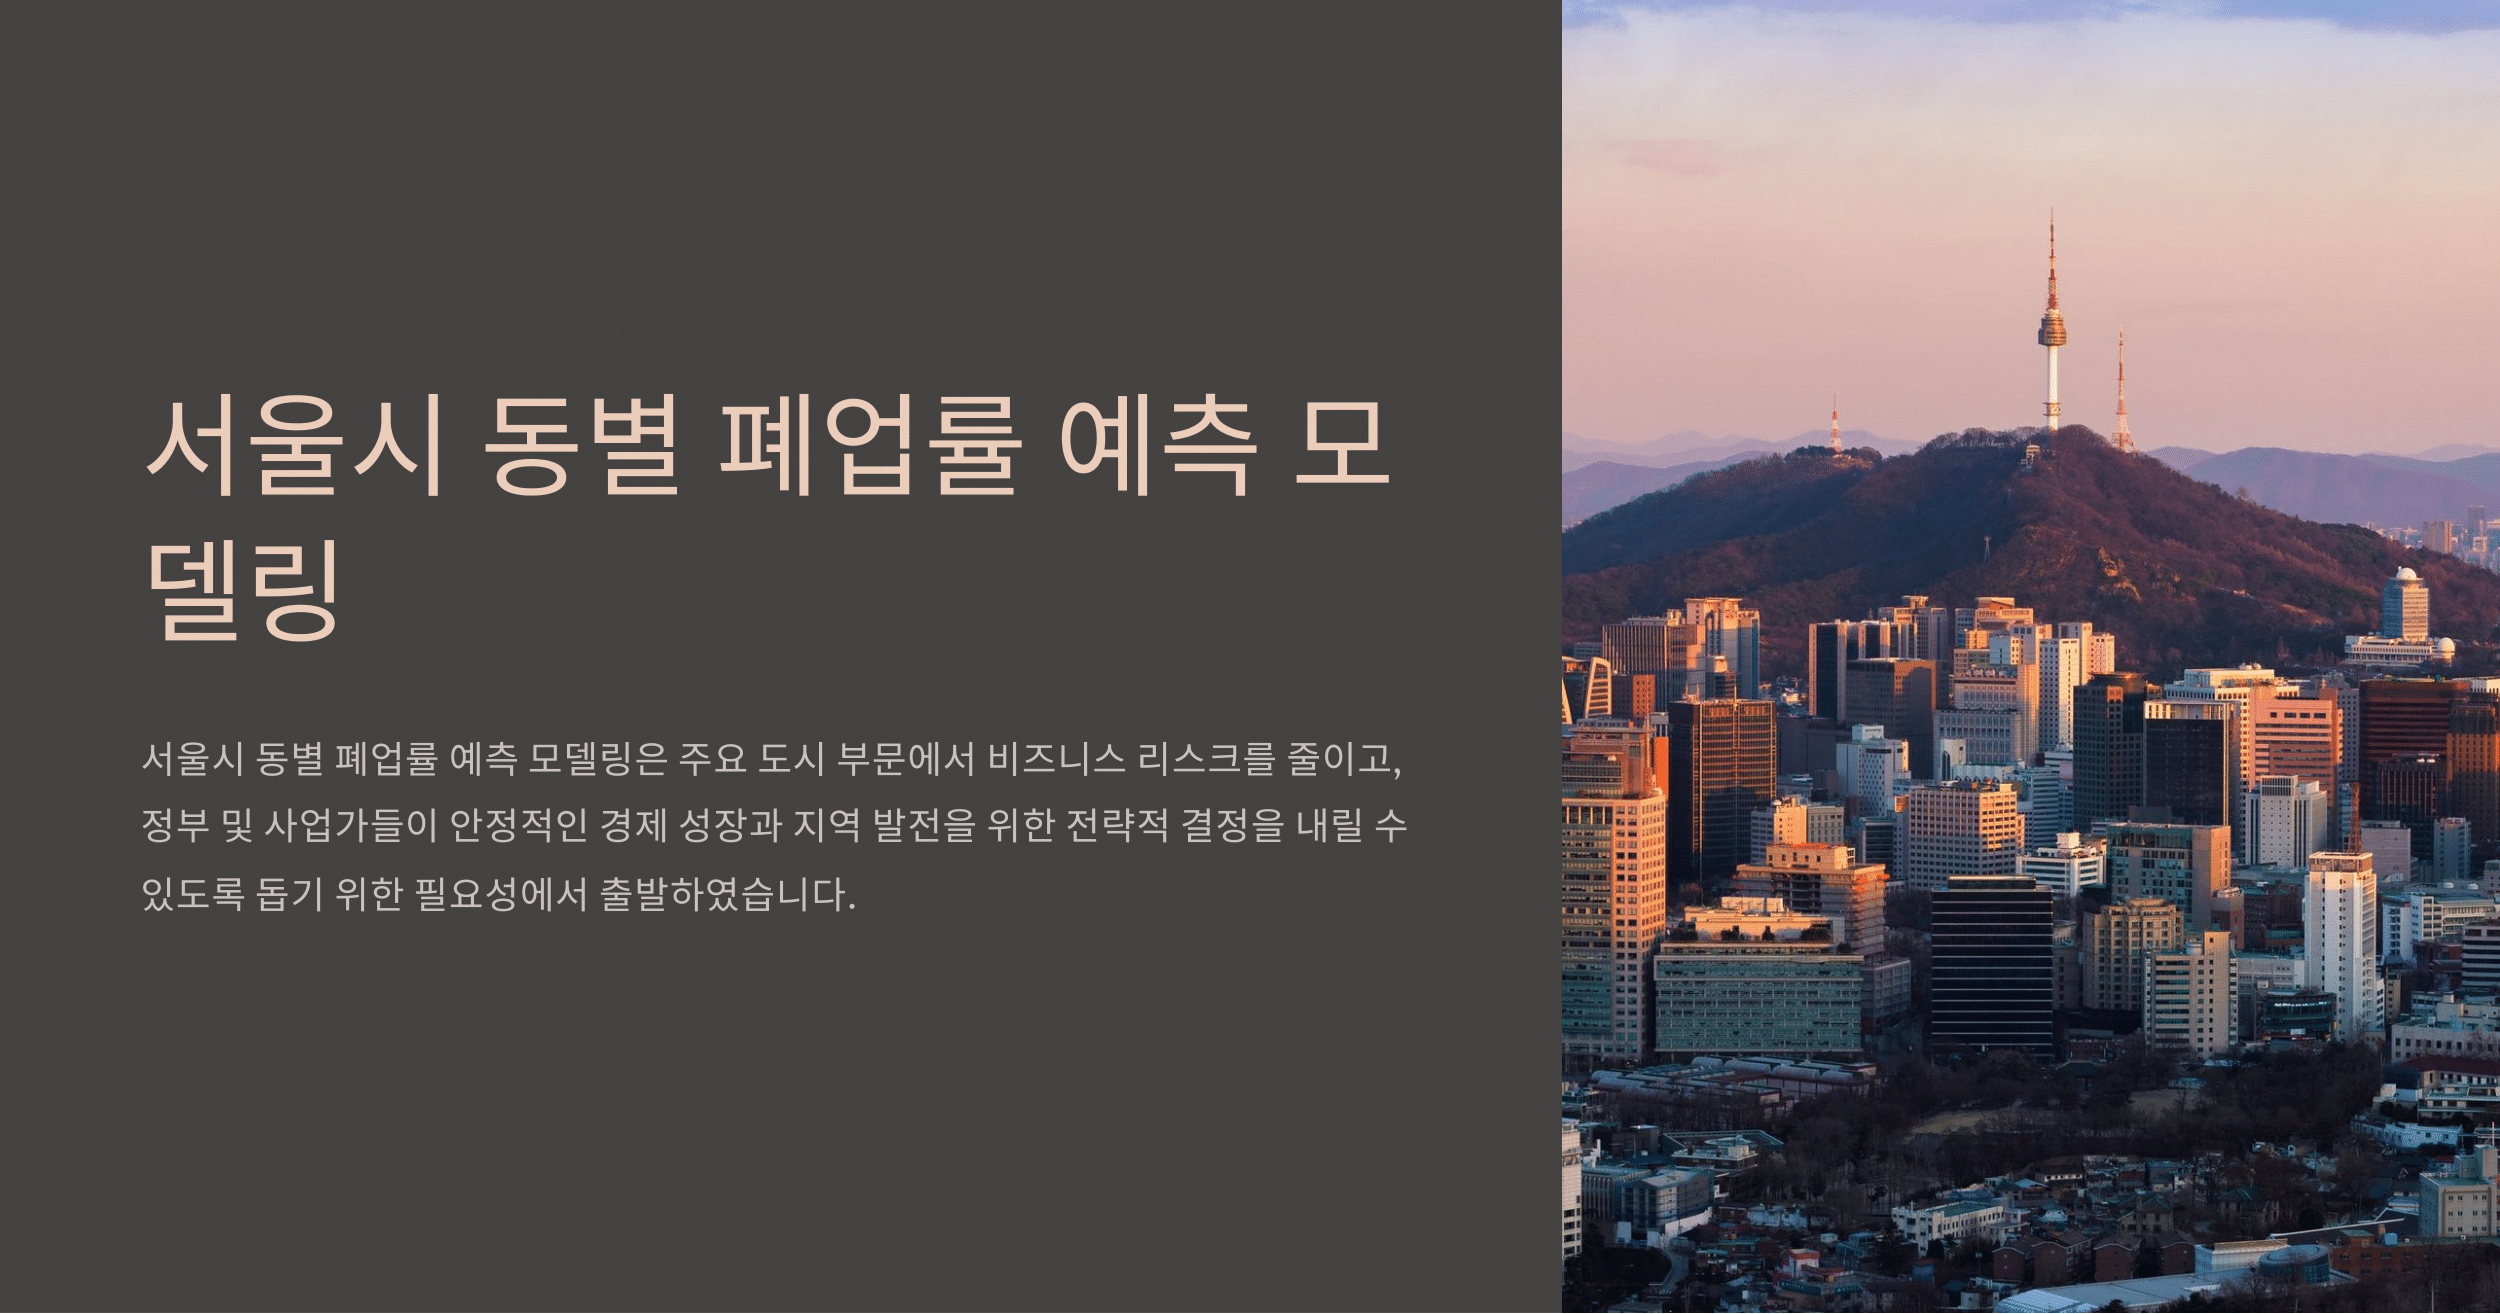 서울시 동별 폐업률 예측 모
델링
서울시 동별 폐업률 예측 모델링은 주요 도시 부문에서 비즈니스 리스크를 줄이고,
정부 및 사업가들이 안정적인 경제 성장과 지역 발전을 위한 전략적 결정을 내릴 수
있도록 돕기 위한 필요성에서 출발하였습니다.